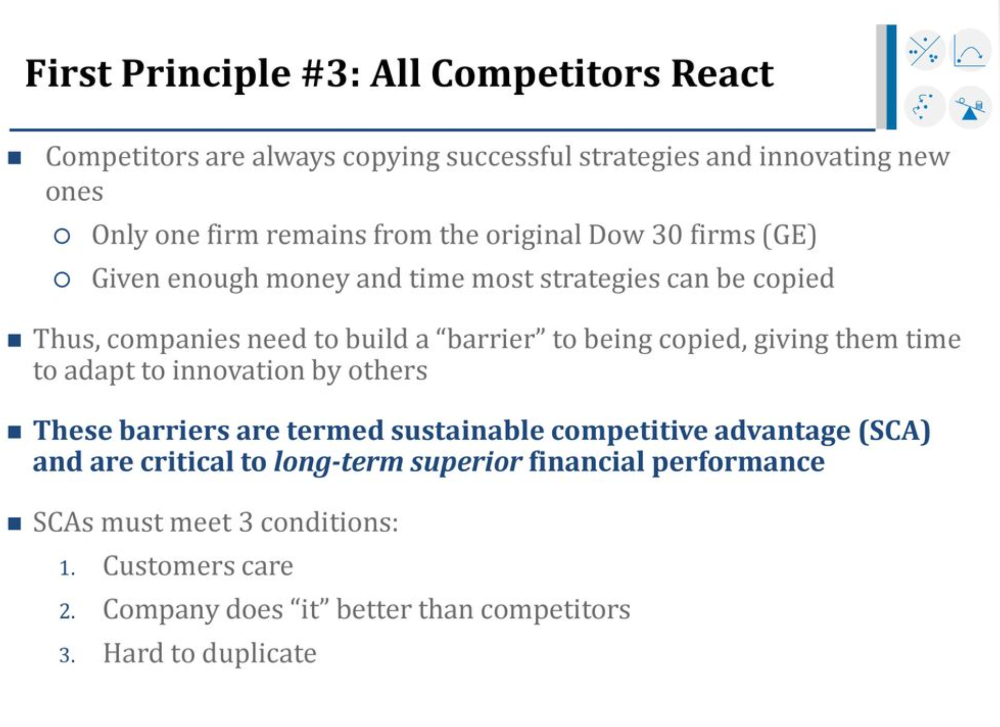 First Principle #3: All Competitors React
■ Competitors are always copying successful strategies and innovating new
ones
○ Only one firm remains from the original Dow 30 firms (GE)
○ Given enough money and time most strategies can be copied
■ Thus, companies need to build a “barrier” to being copied, giving them time
to adapt to innovation by others
■ These barriers are termed sustainable competitive advantage (SCA)
and are critical to long-term superior financial performance
■ SCAs must meet 3 conditions:
1. Customers care
2. Company does “it” better than competitors
3. Hard to duplicate